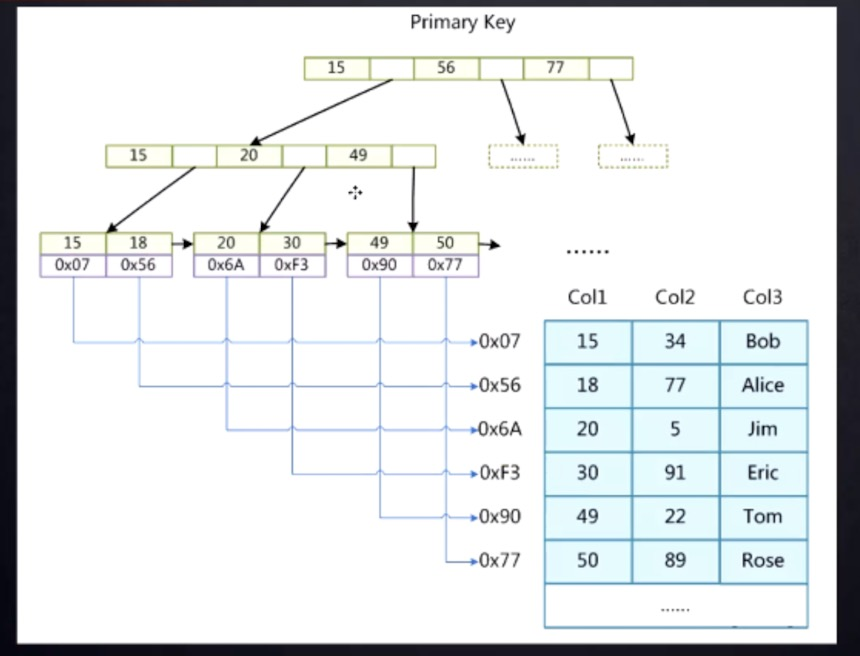 Primary Key
15 56 77
15 20 49
...... ......
15 18 20 30 49 50
0x07 0x56 0x6A 0xF3 0x90 0x77
......
Col1 Col2 Col3
0x07 15 34 Bob
0x56 18 77 Alice
0x6A 20 5 Jim
0xF3 30 91 Eric
0x90 49 22 Tom
0x77 50 89 Rose
......